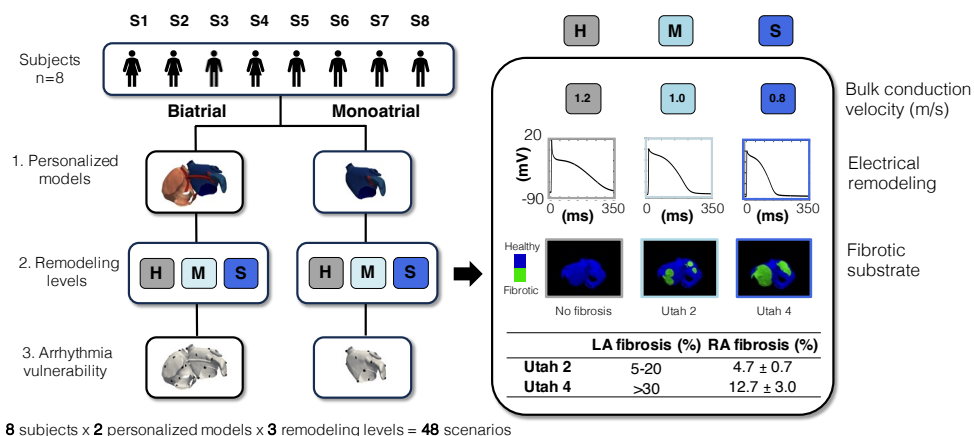 S1 S2 S3 S4 S5 S6 S7 S8
Subjects
n=8
Biatrial Monoatrial
1. Personalized
models
2. Remodeling
levels
H M S H M S
3. Arrhythmia
vulnerability
8 subjects x 2 personalized models x 3 remodeling levels = 48 scenarios
H M S
1.2 1.0 0.8
Bulk conduction
velocity (m/s)
20
(mV)
-90
0 350 0 350 0 350
(ms) (ms) (ms)
Electrical
remodeling
Healthy
Fibrotic
Fibrotic
substrate
No fibrosis Utah 2 Utah 4
LA fibrosis (%) RA fibrosis (%)
Utah 2 5-20 4.7 ± 0.7
Utah 4 >30 12.7 ± 3.0